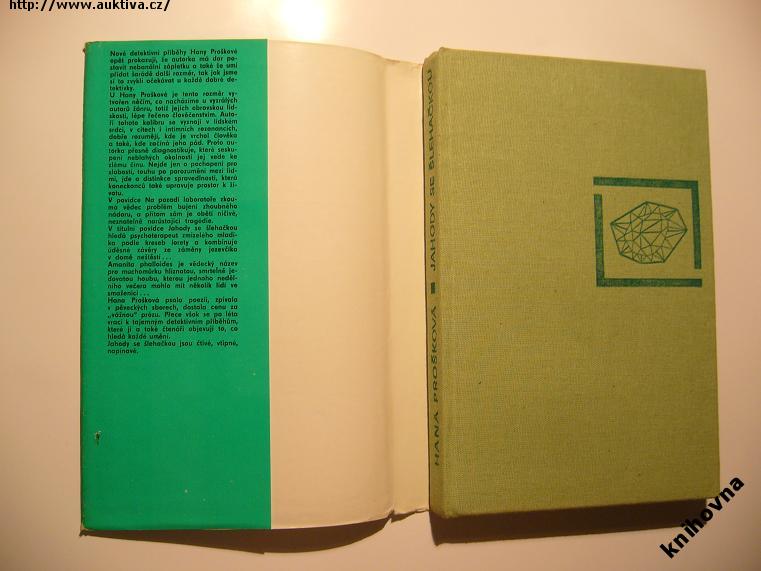 http://www.auktiva.cz/
Nové detektivní příběhy Hany Proškové
opět prokazují, že autorka má dar po-
stavit nebanální zápletku a také že umí
přidat šarádě další rozměr, tak jak jsme
si to zvykli očekávat u každé dobré de-
tektivky.
U Hany Proškové je tento rozměr vy-
tvořen něčím, co nacházíme u vyzrálých
autorů žánru, totiž jejich obrovskou lid-
skostí, lépe řečeno člověčenstvím. Auto-
ři tohoto kalibru se vyznají v lidském
srdci, v citech i intimních rezonancích,
dobře rozumějí, kde je vrchol člověka
a také, kde začíná jeho pád. Proto au-
torka přesně diagnostikuje, které sesku-
pení neblahých okolností jej vede ke
zlému činu. Nejde jen o pochopení pro
slabosti, touhu po porozumění mezi lid-
mi, jde o distinkce spravedlnosti, která
koneckonců také upravuje prostor k ži-
votu.
V povídce Na pozadí laboratoře zkou-
má vědec problém bujení zhoubného
nádoru, a přitom sám je obětí ničivé,
neznatelně narůstající tragédie.
V titulní povídce Jahody se šlehačkou
hledá psychoterapeut zmizelého mladí-
ka podle kreseb lorety a kombinuje
úděsné závěry ze záměny jezevčíka
v domě neštěstí...
Amanita phalloides je vědecký název
pro muchomůrku hlíznatou, smrtelně je-
dovatou houbu, kterou jednoho neděl-
ního večera mohlo mít několik lidí ve
smaženici...
Hana Prošková psala poezii, zpívala
v pěveckých sborech, dostala cenu za
„vážnou" prózu. Přece však se po léta
vrací k tajemným detektivním příběhům,
které jí a také čtenáři objevují to, co
hledá každé umění.
Jahody se šlehačkou jsou čtivé, vtipné,
napínavé.
HANA PROŠKOVÁ ■ JAHODY SE ŠLEHAČKOU
knihovna